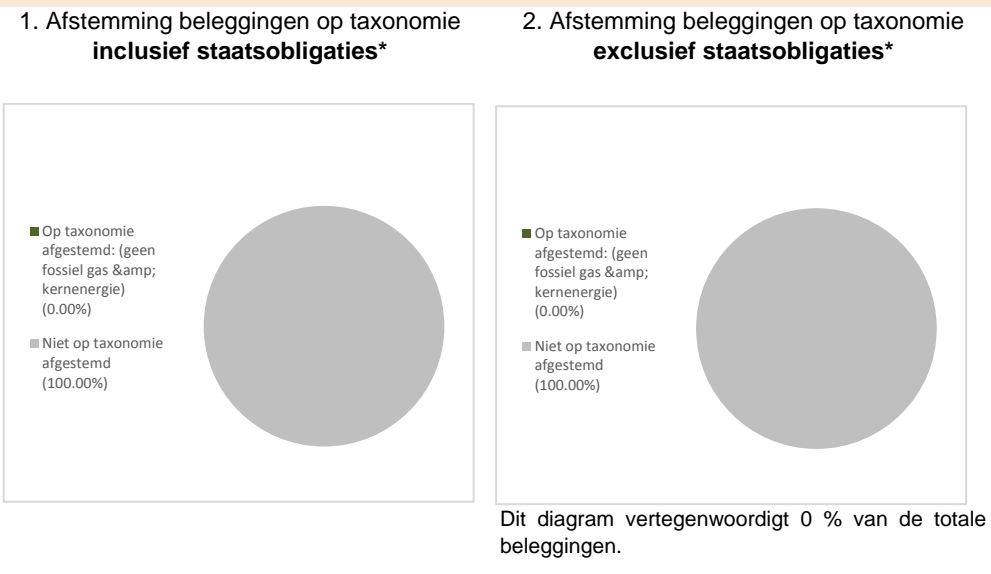 1. Afstemming beleggingen op taxonomie
inclusief staatsobligaties*
Op taxonomie
afgestemd: (geen
fossiel gas &amp;
kernenergie)
(0.00%)
Niet op taxonomie
afgestemd
(100.00%)
2. Afstemming beleggingen op taxonomie
exclusief staatsobligaties*
Op taxonomie
afgestemd: (geen
fossiel gas &amp;
kernenergie)
(0.00%)
Niet op taxonomie
afgestemd
(100.00%)
Dit diagram vertegenwoordigt 0 % van de totale
beleggingen.